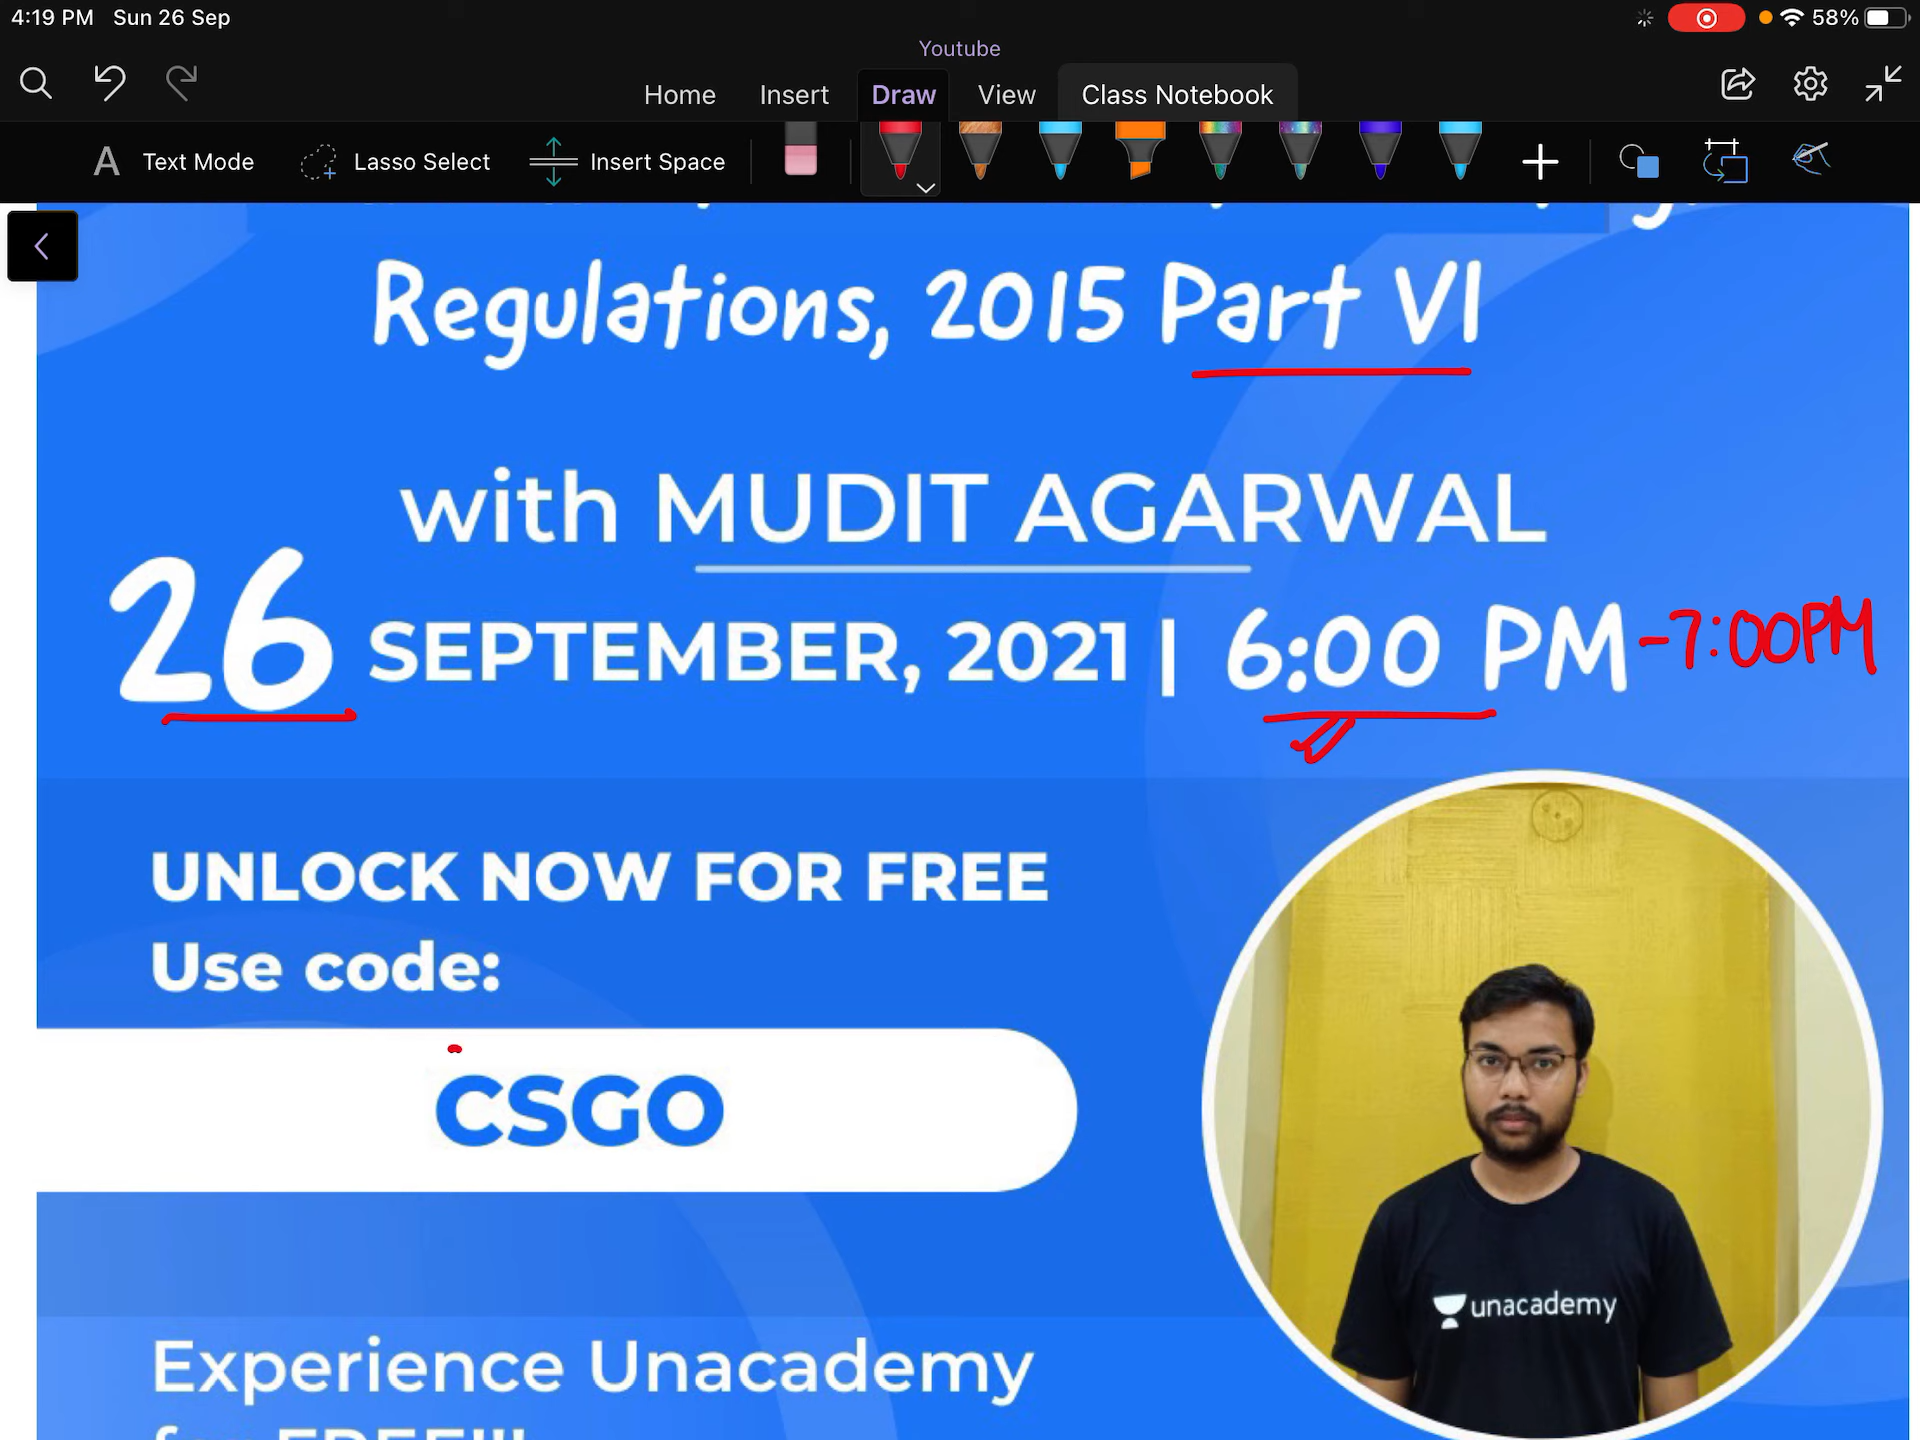 4:19 PM Sun 26 Sep 58%
Youtube
Home Insert Draw View Class Notebook
A Text Mode Lasso Select Insert Space
Regulations, 2015 Part VI
with MUDIT AGARWAL
26 SEPTEMBER, 2021 | 6:00 PM -7:00PM
UNLOCK NOW FOR FREE
Use code:
CSGO
unacademy
Experience Unacademy